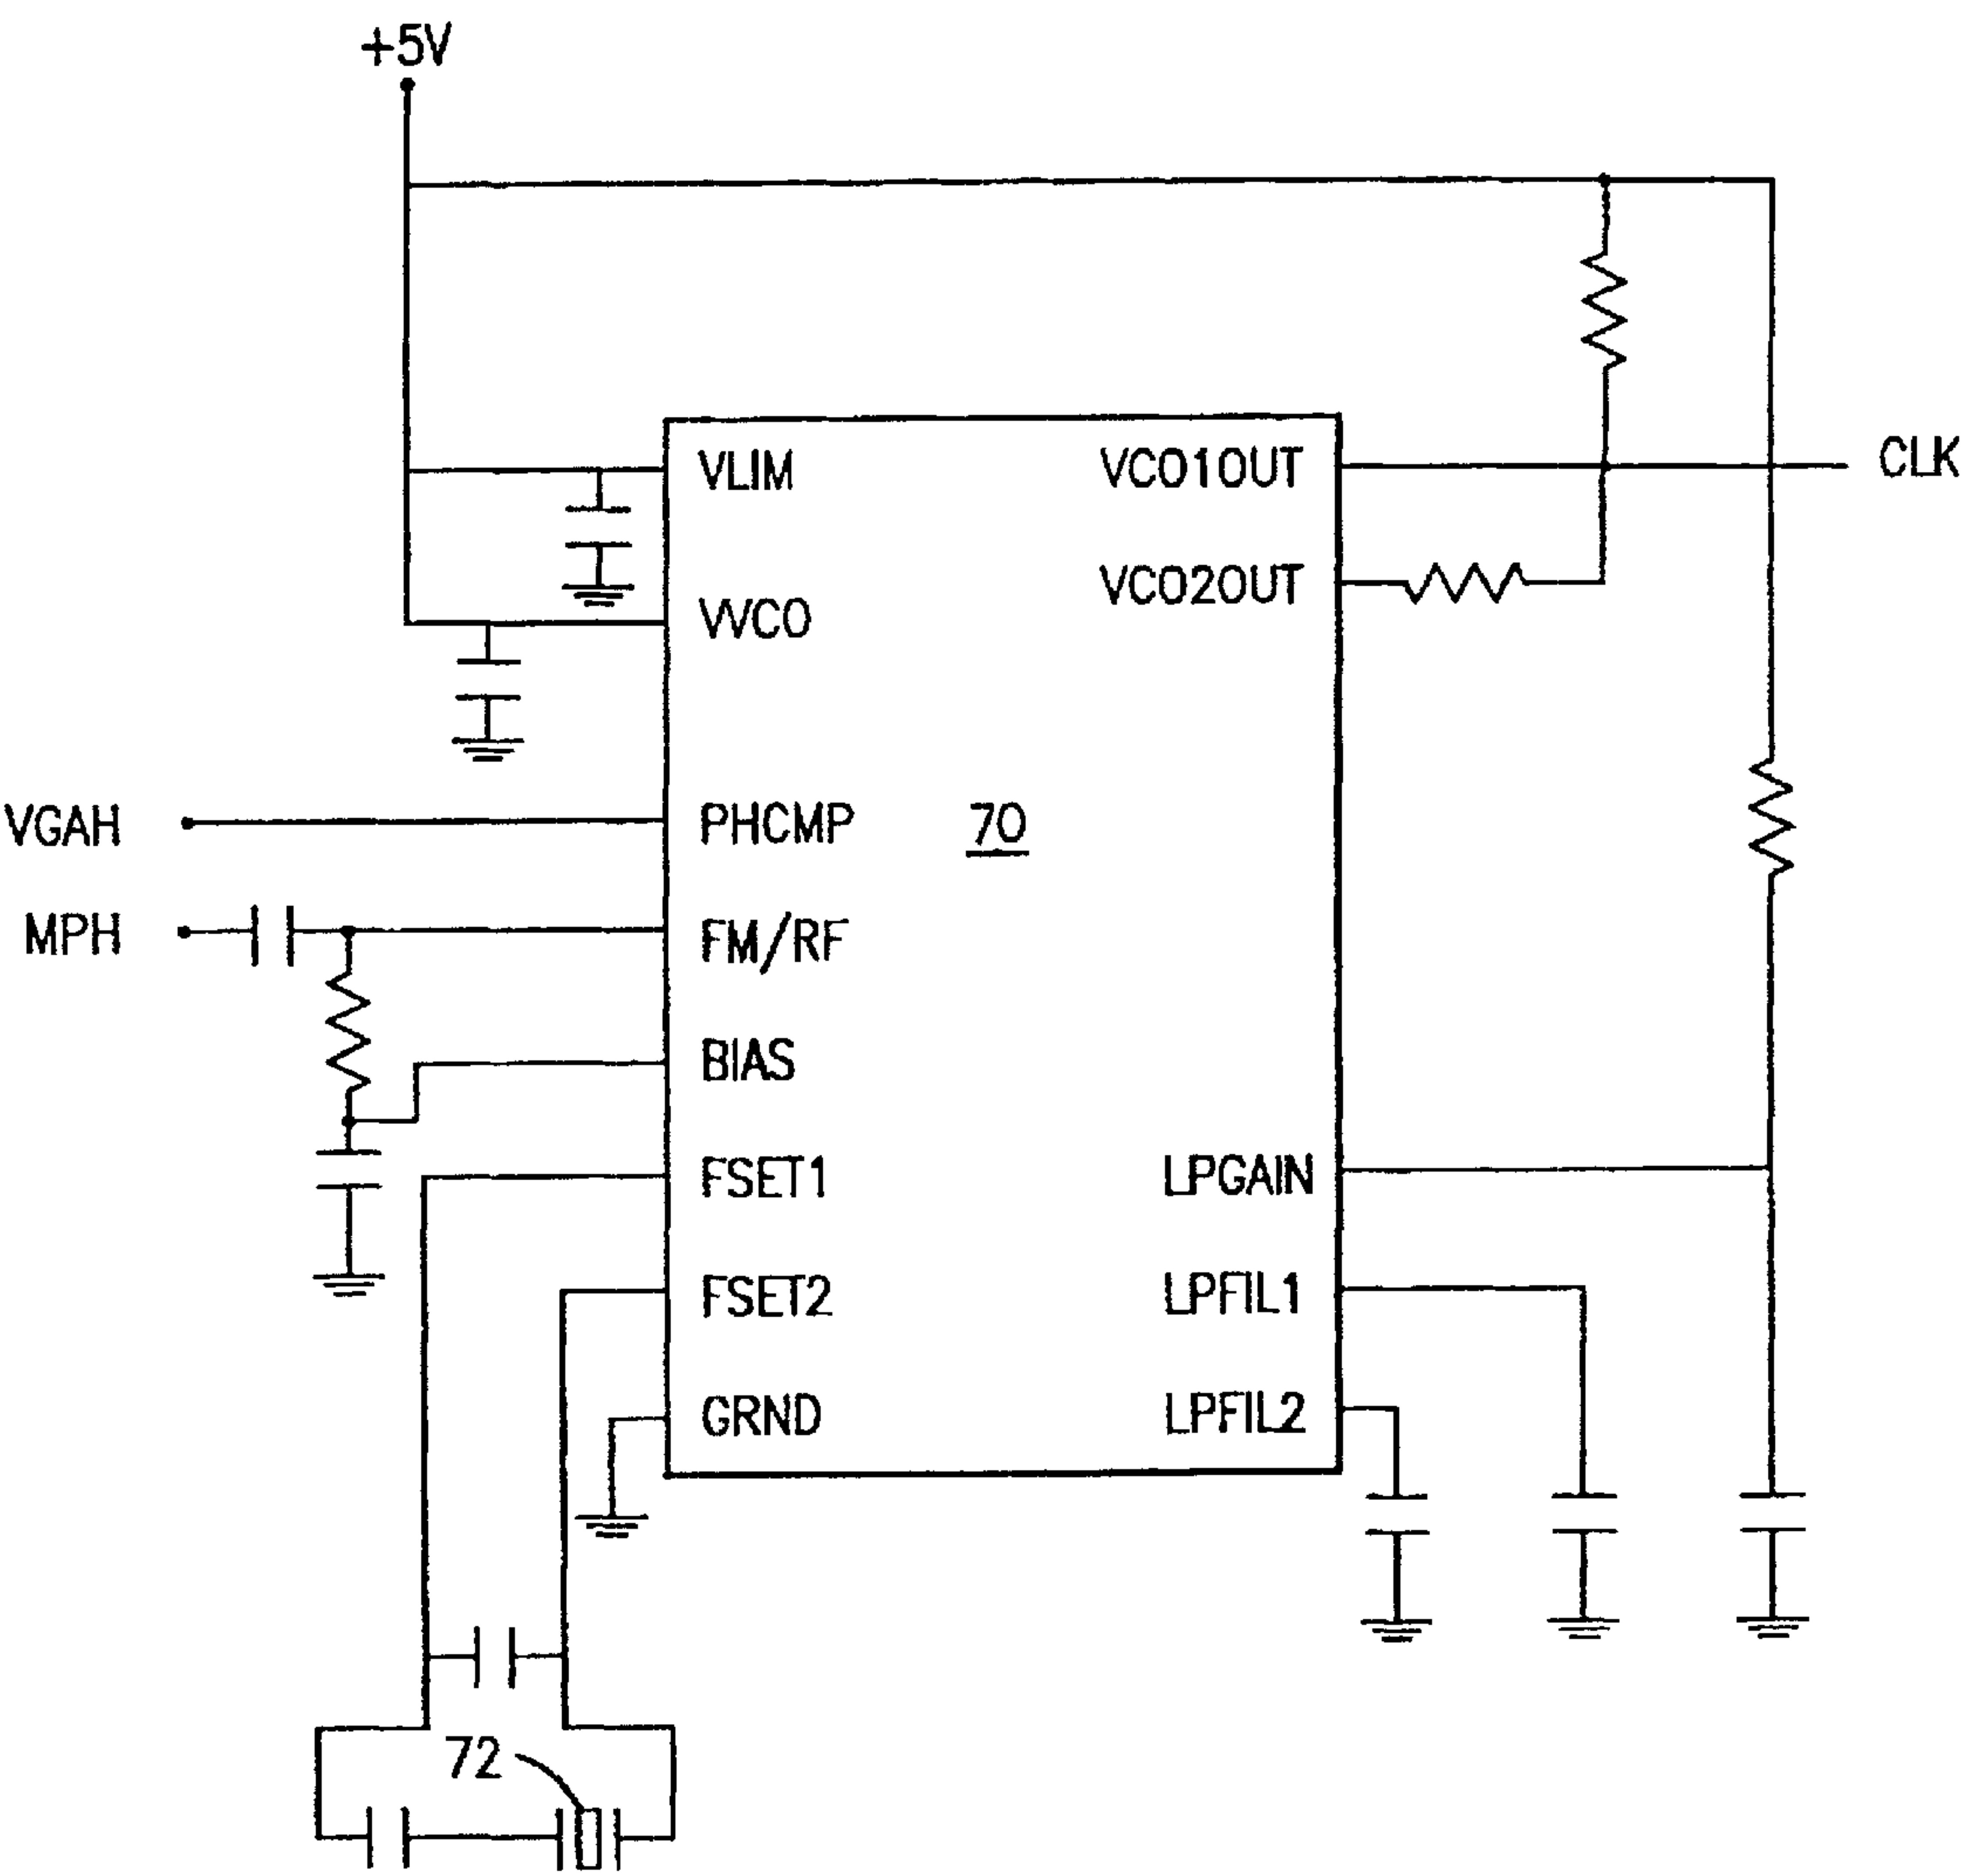 +5V
VLIM
VCO1OUT
CLK
VCO2OUT
VVCO
VGAH
PHCMP
70
MPH
FM/RF
BIAS
FSET1
LPGAIN
FSET2
LPFIL1
GRND
LPFIL2
72